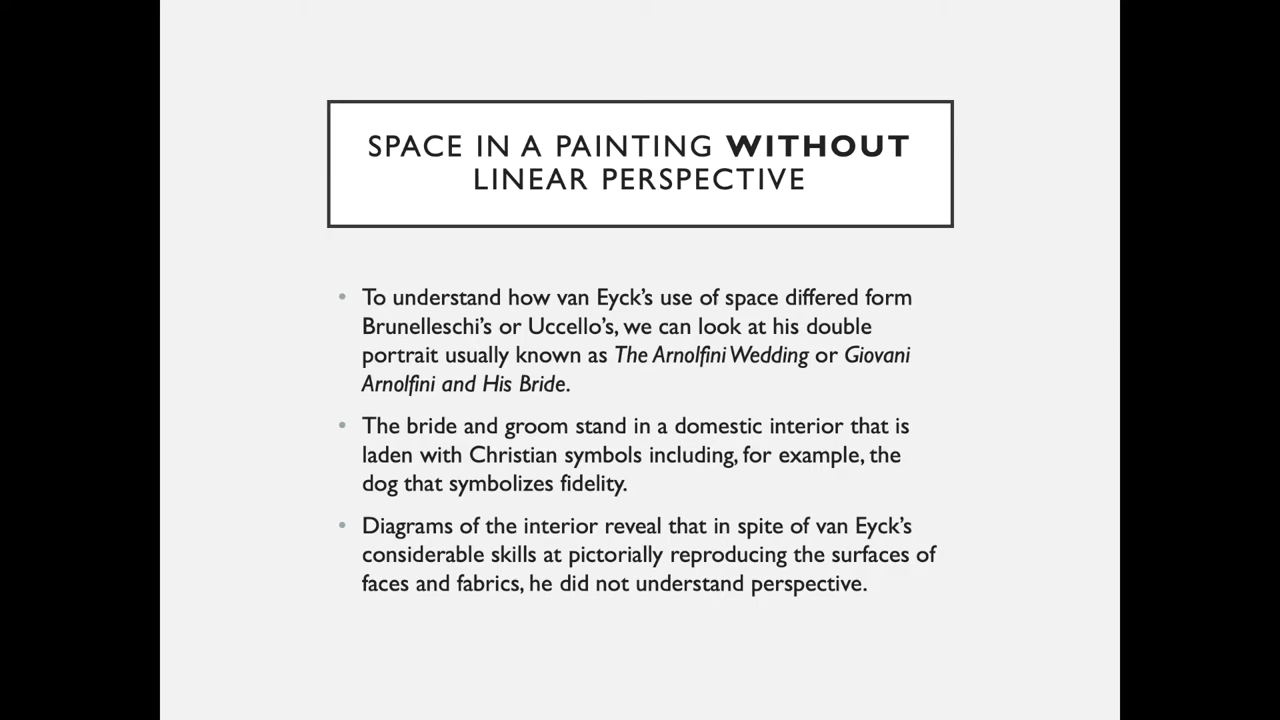 SPACE IN A PAINTING WITHOUT
LINEAR PERSPECTIVE
• To understand how van Eyck's use of space differed form
Brunelleschi's or Uccello's, we can look at his double
portrait usually known as The Arnolfini Wedding or Giovani
Arnolfini and His Bride.
• The bride and groom stand in a domestic interior that is
laden with Christian symbols including, for example, the
dog that symbolizes fidelity.
• Diagrams of the interior reveal that in spite of van Eyck's
considerable skills at pictorially reproducing the surfaces of
faces and fabrics, he did not understand perspective.